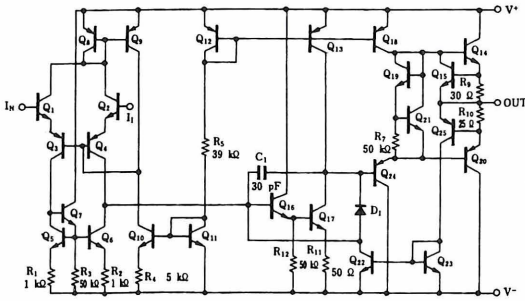 V+
Q8
Q9
Q12
Q13
Q18
Q14
Q19
Q15
R9
30 Ω
OUT
IN
Q1
Q2
I1
Q21
R10
25 Ω
Q25
Q3
Q4
R5
39 kΩ
R7
50 kΩ
Q20
C1
30 pF
Q24
Q7
Q16
Q17
D1
Q5
Q6
Q10
Q11
R12
50 kΩ
R11
50 Ω
Q22
Q23
R1
1 kΩ
R3
50 kΩ
R2
1 kΩ
R4
5 kΩ
V-